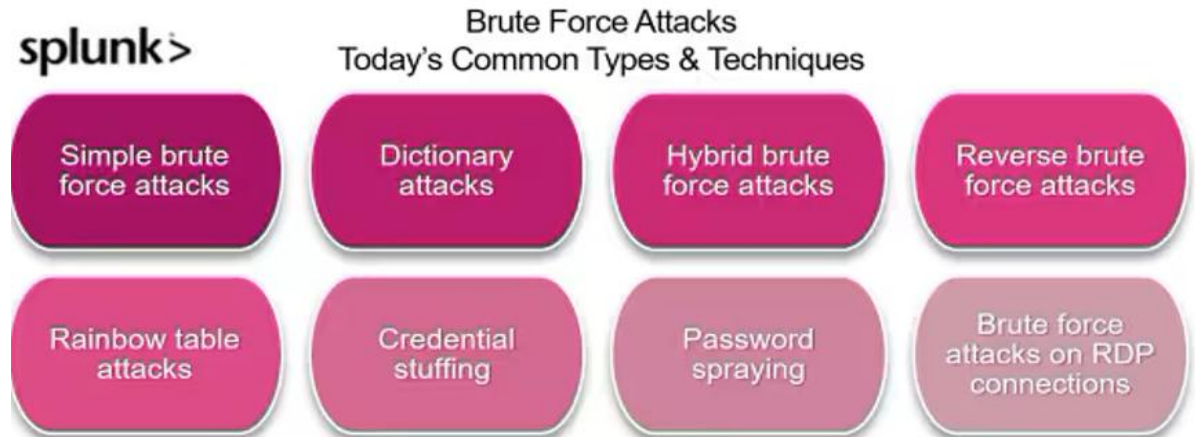 splunk>
Brute Force Attacks
Today's Common Types & Techniques
Simple brute
force attacks
Dictionary
attacks
Hybrid brute
force attacks
Reverse brute
force attacks
Rainbow table
attacks
Credential
stuffing
Password
spraying
Brute force
attacks on RDP
connections